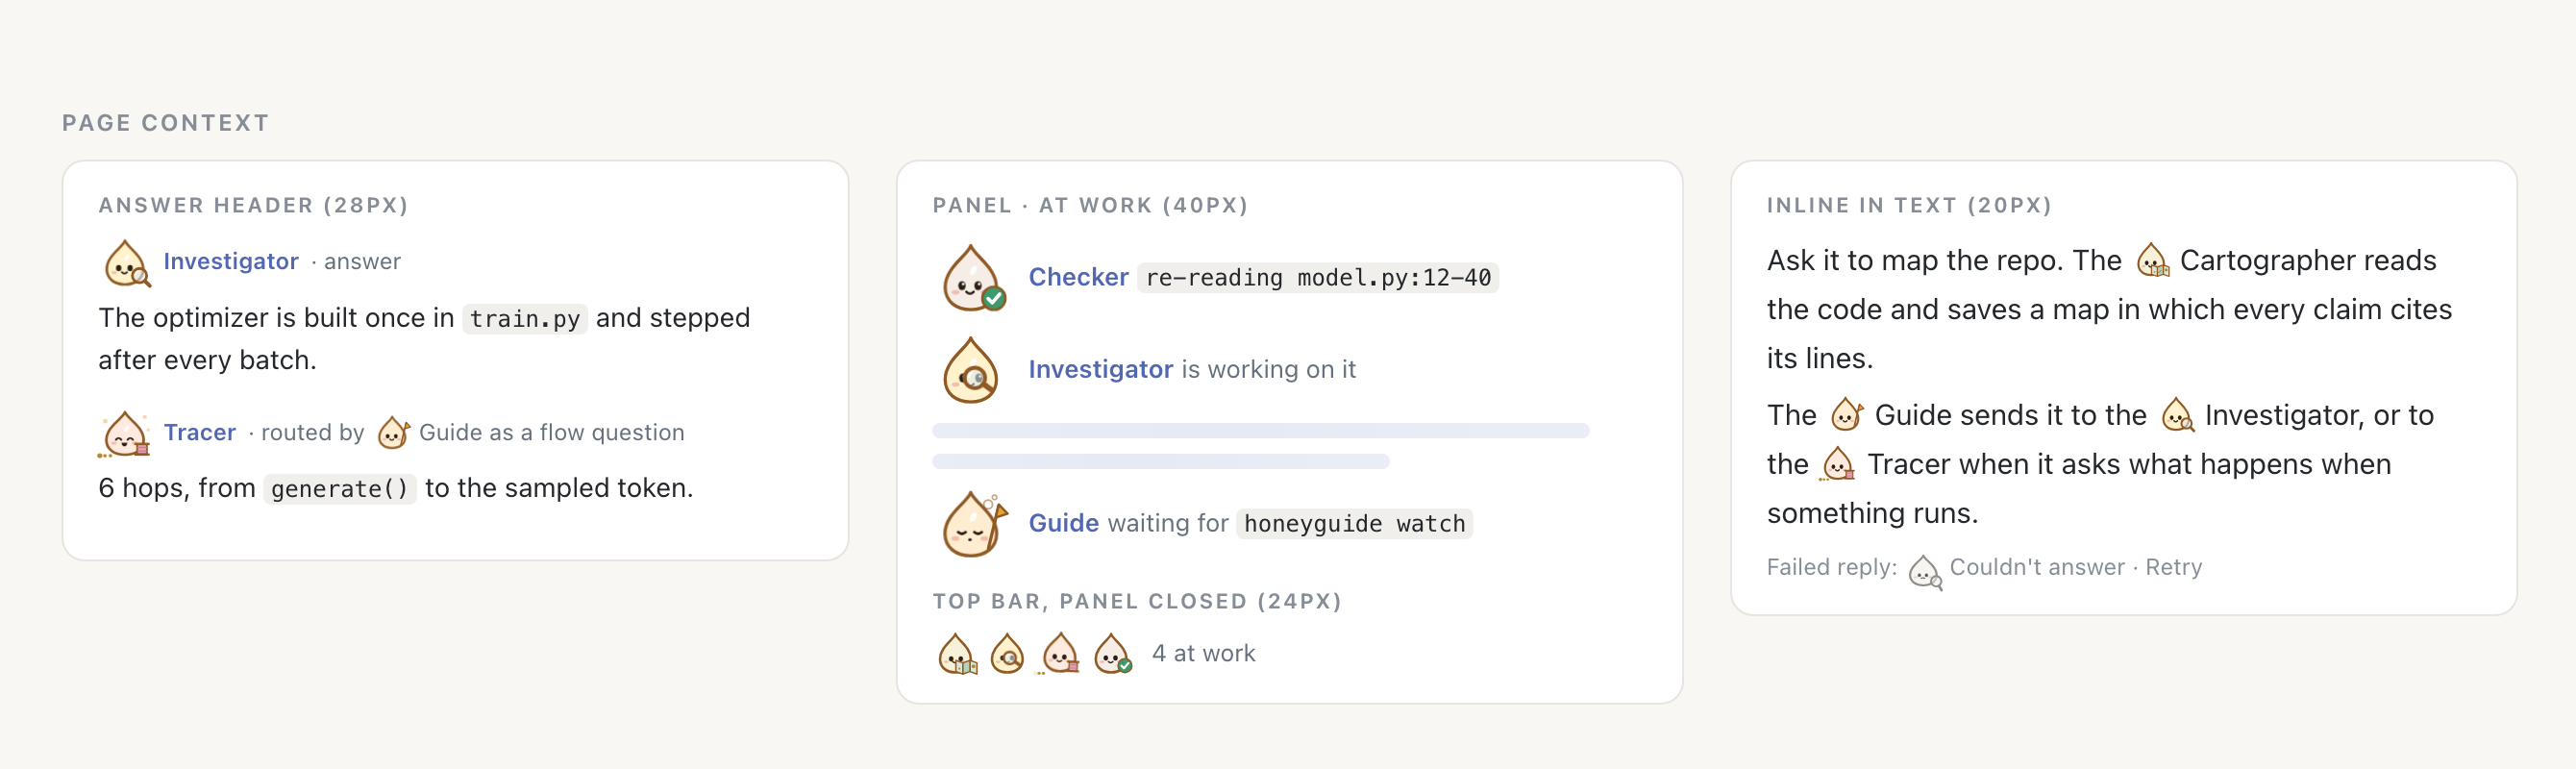 PAGE CONTEXT
ANSWER HEADER (28PX)
Investigator · answer
The optimizer is built once in train.py and stepped
after every batch.
Tracer · routed by Guide as a flow question
6 hops, from generate() to the sampled token.
PANEL · AT WORK (40PX)
Checker re-reading model.py:12–40
Investigator is working on it
Guide waiting for honeyguide watch
TOP BAR, PANEL CLOSED (24PX)
4 at work
INLINE IN TEXT (20PX)
Ask it to map the repo. The Cartographer reads
the code and saves a map in which every claim cites
its lines.
The Guide sends it to the Investigator, or to
the Tracer when it asks what happens when
something runs.
Failed reply: Couldn't answer · Retry